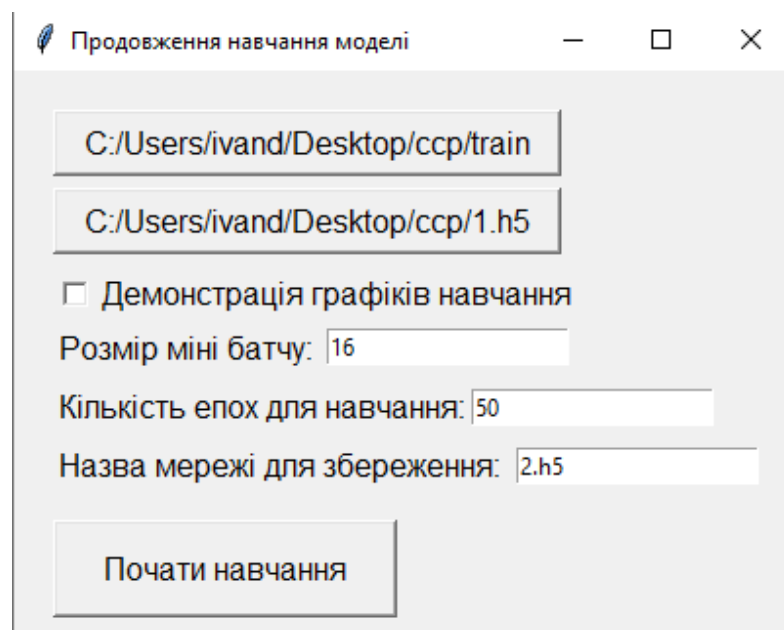 Продовження навчання моделі
C:/Users/ivand/Desktop/ccp/train
C:/Users/ivand/Desktop/ccp/1.h5
Демонстрація графіків навчання
Розмір міні батчу: 16
Кількість епох для навчання: 50
Назва мережі для збереження: 2.h5
Почати навчання